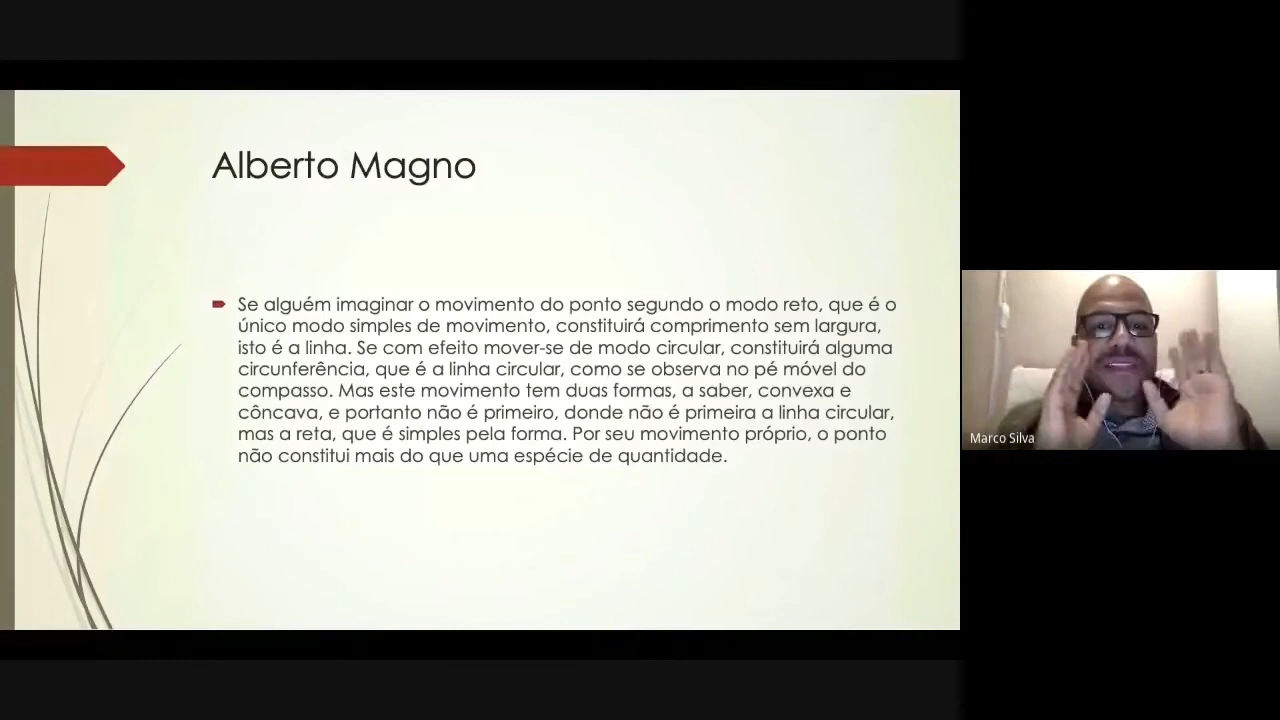 Alberto Magno
Se alguém imaginar o movimento do ponto segundo o modo reto, que é o
único modo simples de movimento, constituirá comprimento sem largura,
isto é a linha. Se com efeito mover-se de modo circular, constituirá alguma
circunferência, que é a linha circular, como se observa no pé móvel do
compasso. Mas este movimento tem duas formas, a saber, convexa e
côncava, e portanto não é primeiro, donde não é primeira a linha circular,
mas a reta, que é simples pela forma. Por seu movimento próprio, o ponto
não constitui mais do que uma espécie de quantidade.
Marco Silva